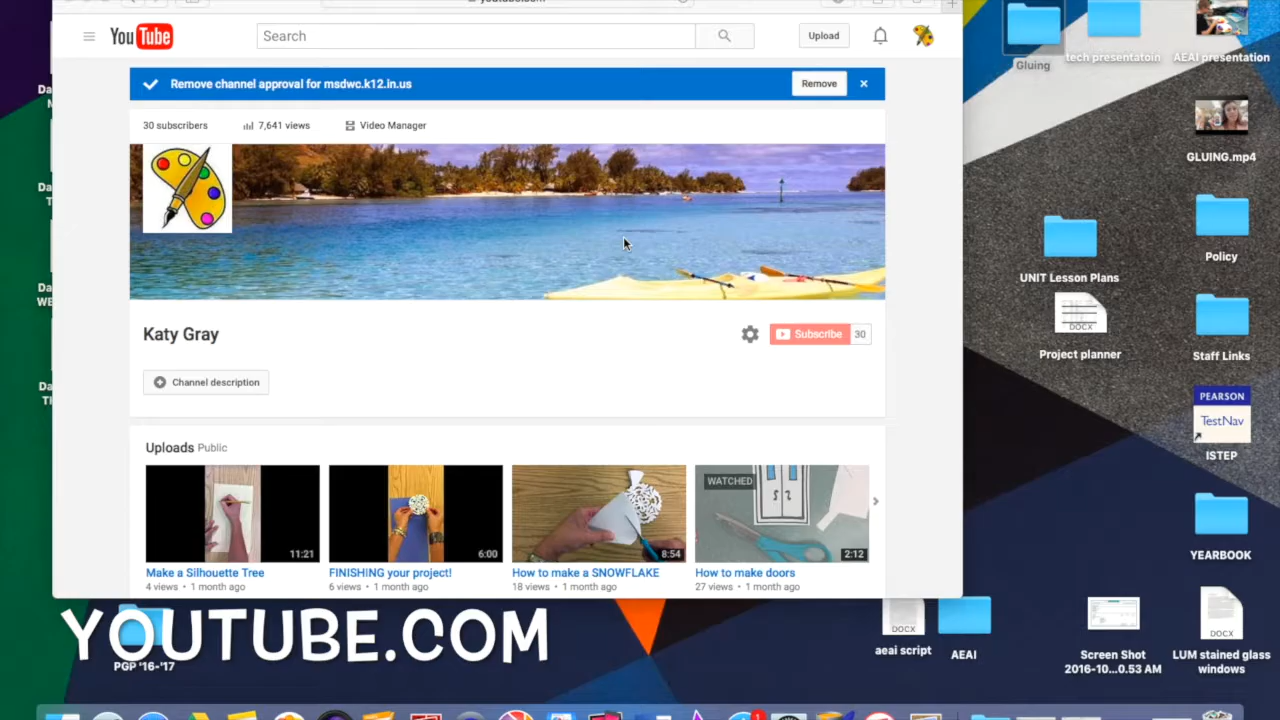 youtube.com
YouTube
Search
Upload
Remove channel approval for msdwc.k12.in.us
Remove
30 subscribers
7,641 views
Video Manager
Katy Gray
Subscribe
30
Channel description
Uploads Public
11:21
6:00
8:54
WATCHED
2:12
Make a Silhouette Tree
FINISHING your project!
How to make a SNOWFLAKE
How to make doors
4 views • 1 month ago
6 views • 1 month ago
18 views • 1 month ago
27 views • 1 month ago
YOUTUBE.COM
PGP '16-'17
Gluing
tech presentatoin
AEAI presentation
GLUING.mp4
UNIT Lesson Plans
Policy
DOCX
Project planner
Staff Links
PEARSON
TestNav
ISTEP
YEARBOOK
DOCX
aeai script
AEAI
Screen Shot
2016-10...0.53 AM
DOCX
LUM stained glass
windows
1